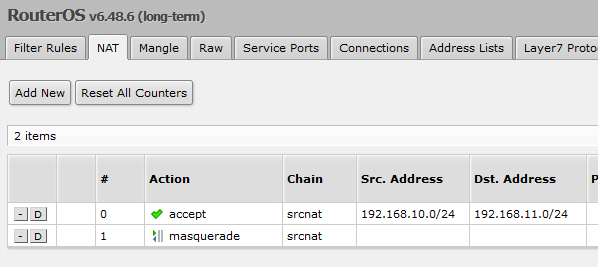 RouterOS v6.48.6 (long-term)
Filter Rules NAT Mangle Raw Service Ports Connections Address Lists Layer7 Proto
Add New Reset All Counters
2 items
# Action Chain Src. Address Dst. Address P
- D 0 accept srcnat 192.168.10.0/24 192.168.11.0/24
- D 1 masquerade srcnat